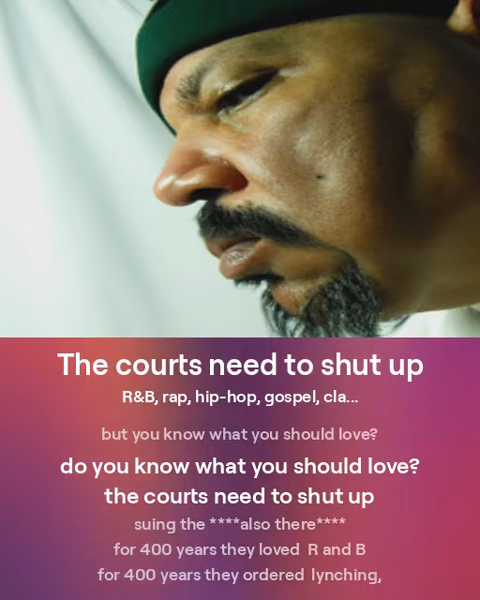 The courts need to shut up
R&B, rap, hip-hop, gospel, cla...
but you know what you should love?
do you know what you should love?
the courts need to shut up
suing the ****also there****
for 400 years they loved R and B
for 400 years they ordered lynching,